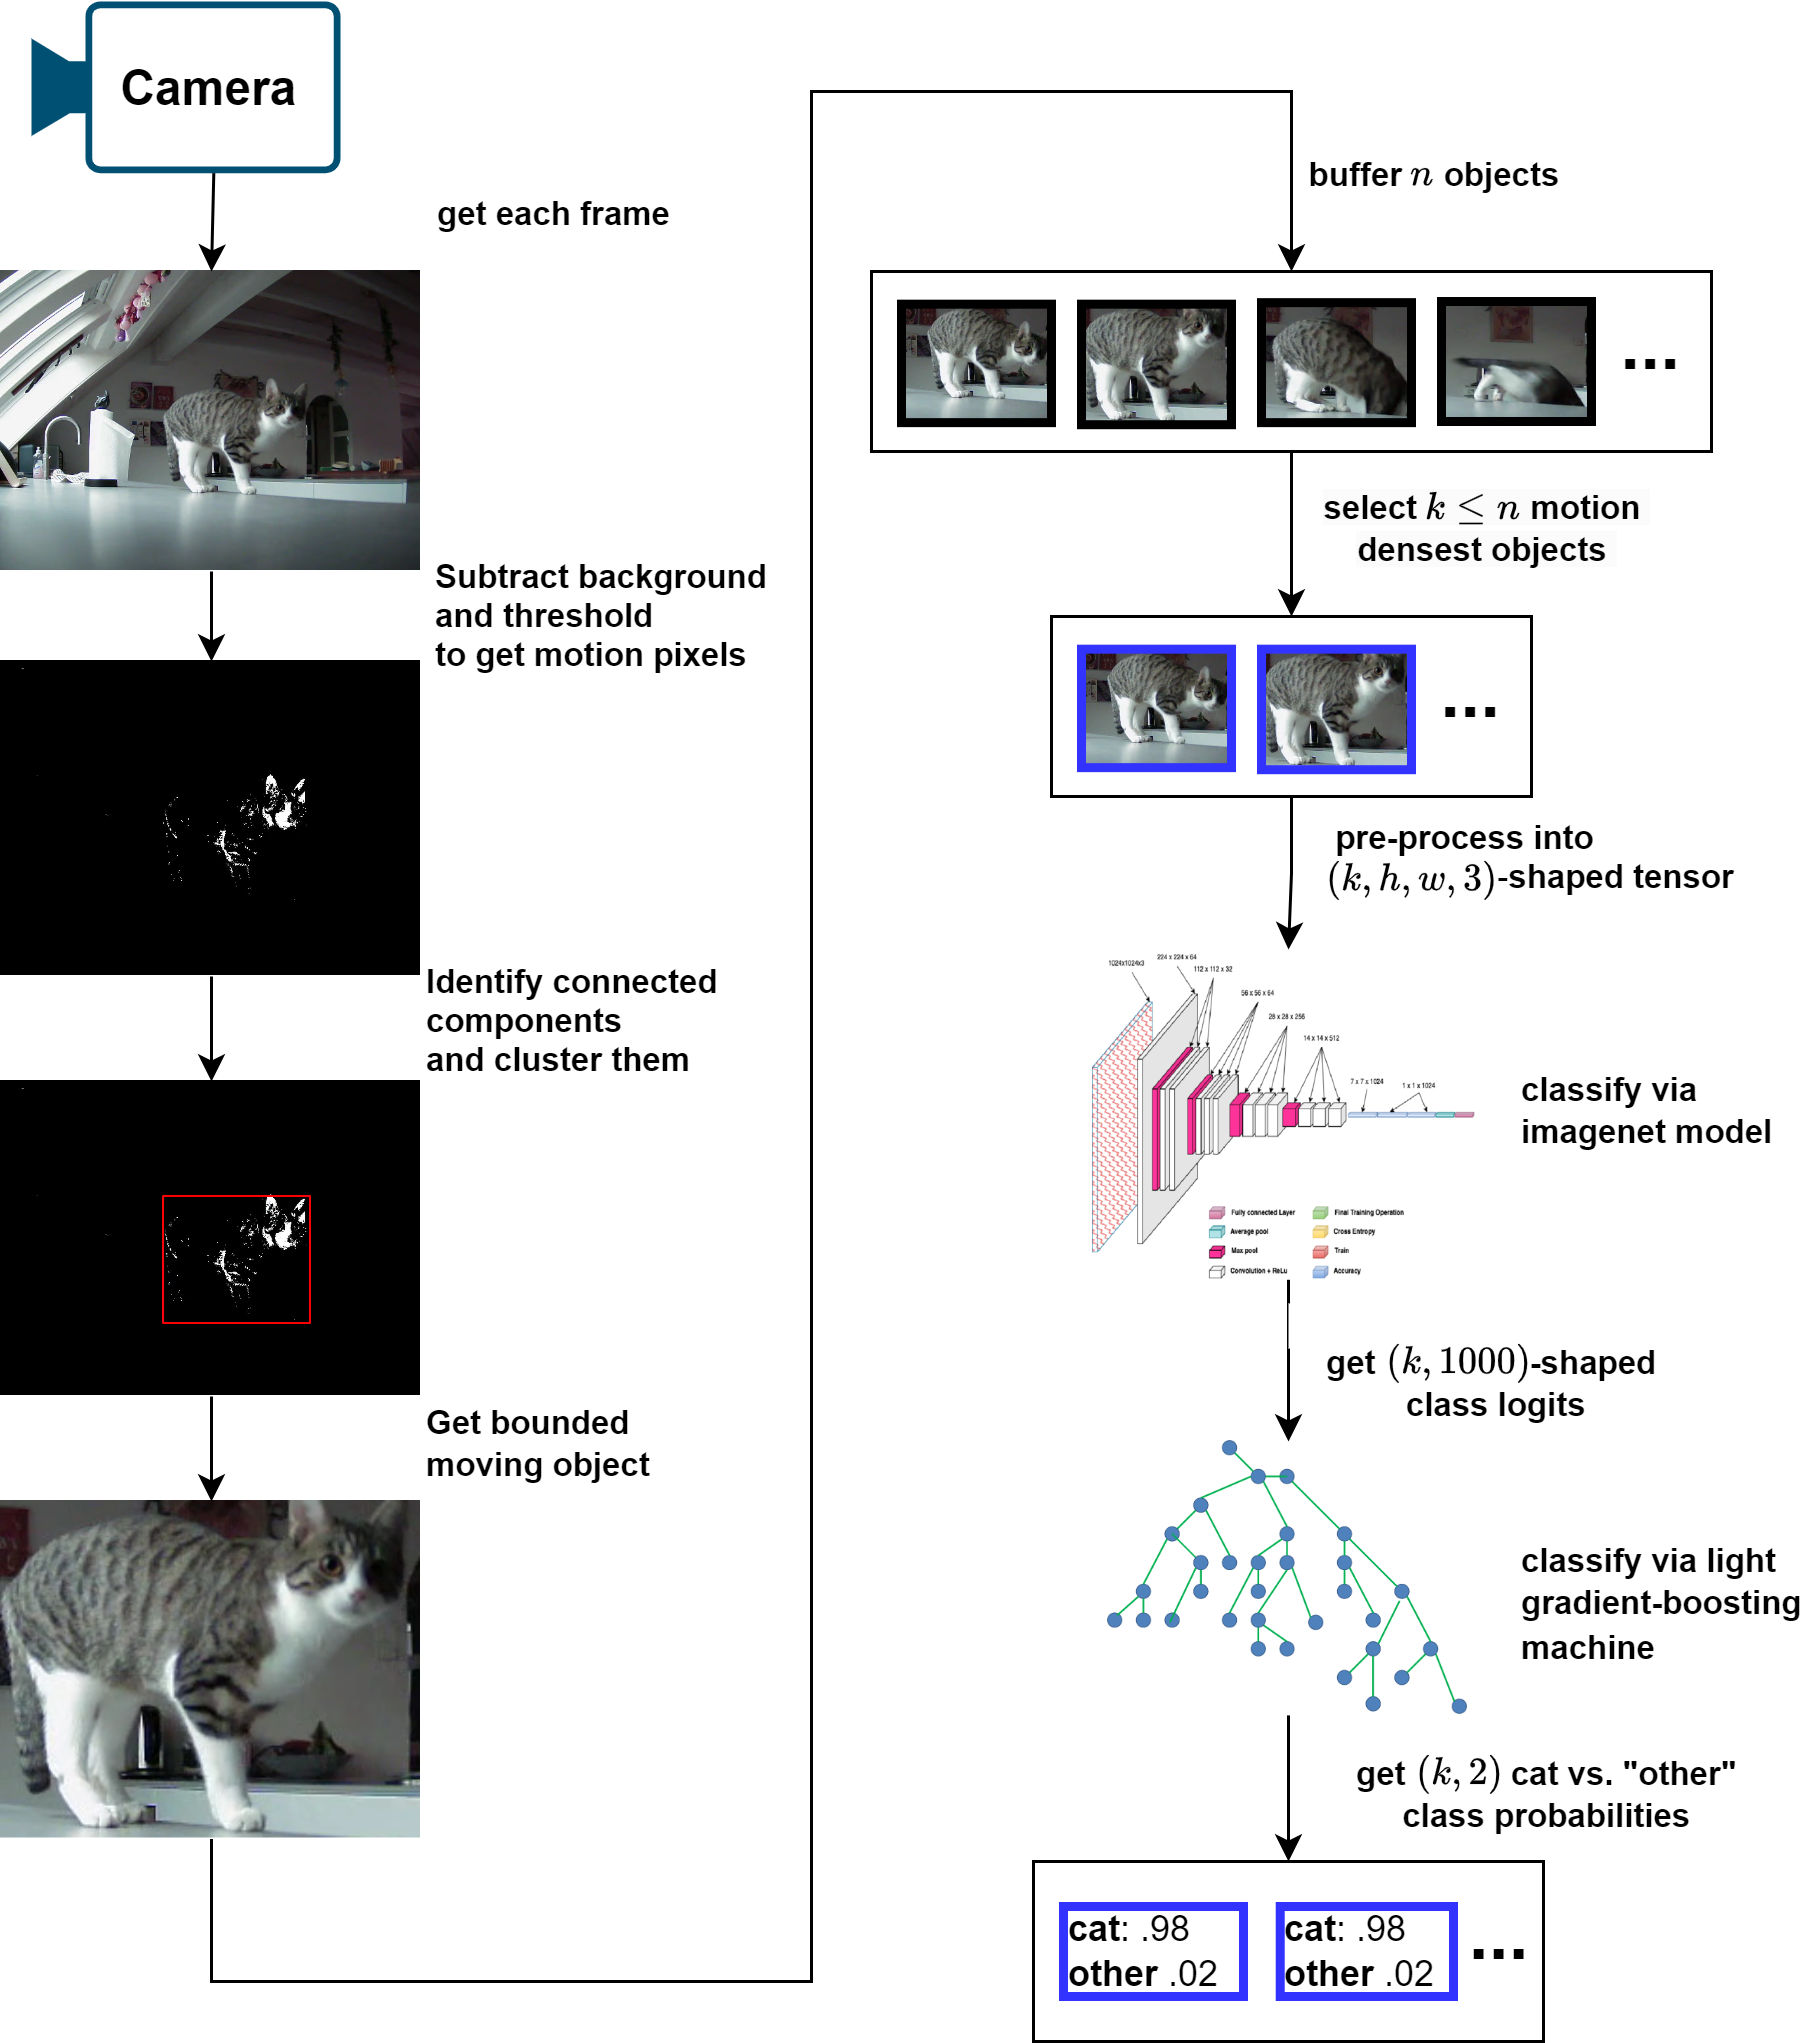 Camera
get each frame
Subtract background
and threshold
to get motion pixels
Identify connected
components
and cluster them
Get bounded
moving object
buffer n objects
...
select k ≤ n motion
densest objects
...
pre-process into
(k, h, w, 3)-shaped tensor
1024x1024x3
224 x 224 x 64
112 x 112 x 32
56 x 56 x 64
28 x 28 x 256
14 x 14 x 512
7 x 7 x 1024
1 x 1 x 1024
Fully connected Layer
Final Training Operation
Average pool
Cross Entropy
Max pool
Train
Convolution + ReLu
Accuracy
classify via
imagenet model
get (k, 1000)-shaped
class logits
classify via light
gradient-boosting
machine
get (k, 2) cat vs. "other"
class probabilities
cat: .98
other .02
cat: .98
other .02
...